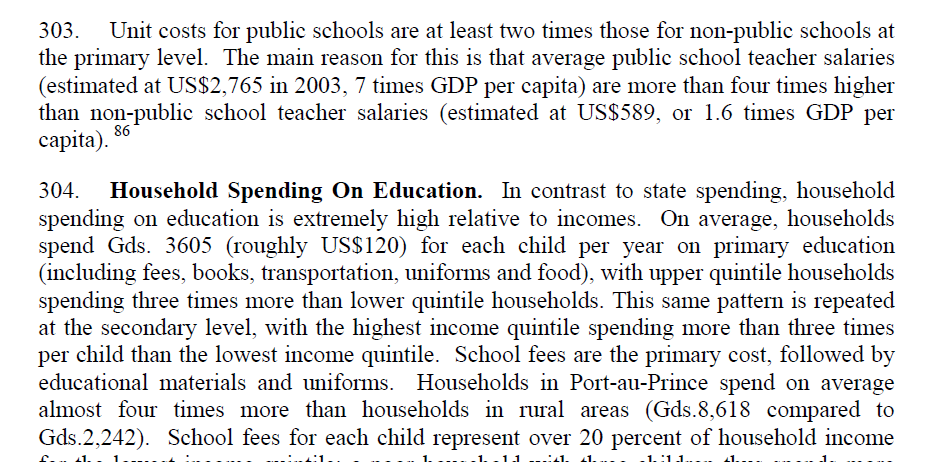 303. Unit costs for public schools are at least two times those for non-public schools at
the primary level. The main reason for this is that average public school teacher salaries
(estimated at US$2,765 in 2003, 7 times GDP per capita) are more than four times higher
than non-public school teacher salaries (estimated at US$589, or 1.6 times GDP per
capita). 86
304. Household Spending On Education. In contrast to state spending, household
spending on education is extremely high relative to incomes. On average, households
spend Gds. 3605 (roughly US$120) for each child per year on primary education
(including fees, books, transportation, uniforms and food), with upper quintile households
spending three times more than lower quintile households. This same pattern is repeated
at the secondary level, with the highest income quintile spending more than three times
per child than the lowest income quintile. School fees are the primary cost, followed by
educational materials and uniforms. Households in Port-au-Prince spend on average
almost four times more than households in rural areas (Gds.8,618 compared to
Gds.2,242). School fees for each child represent over 20 percent of household income